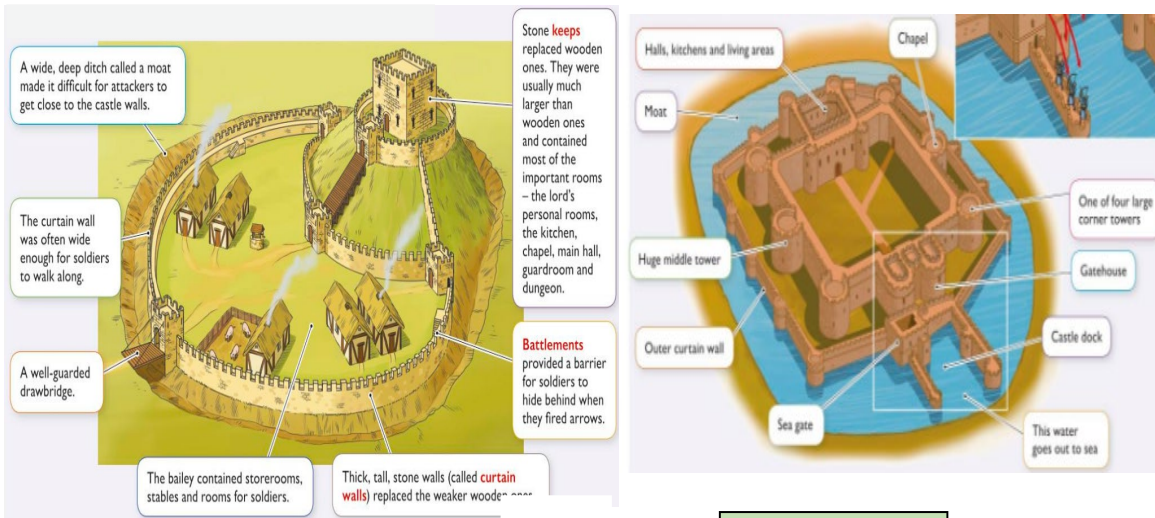 A wide, deep ditch called a moat
made it difficult for attackers to
get close to the castle walls.
The curtain wall
was often wide
enough for soldiers
to walk along.
A well-guarded
drawbridge.
The bailey contained storerooms,
stables and rooms for soldiers.
Thick, tall, stone walls (called curtain
walls) replaced the weaker wooden
Stone keeps
replaced wooden
ones. They were
usually much
larger than
wooden ones
and contained
most of the
important rooms
– the lord's
personal rooms,
the kitchen,
chapel, main hall,
guardroom and
dungeon.
Battlements
provided a barrier
for soldiers to
hide behind when
they fired arrows.
Halls, kitchens and living areas
Chapel
Moat
One of four large
corner towers
Huge middle tower
Gatehouse
Outer curtain wall
Castle dock
Sea gate
This water
goes out to sea